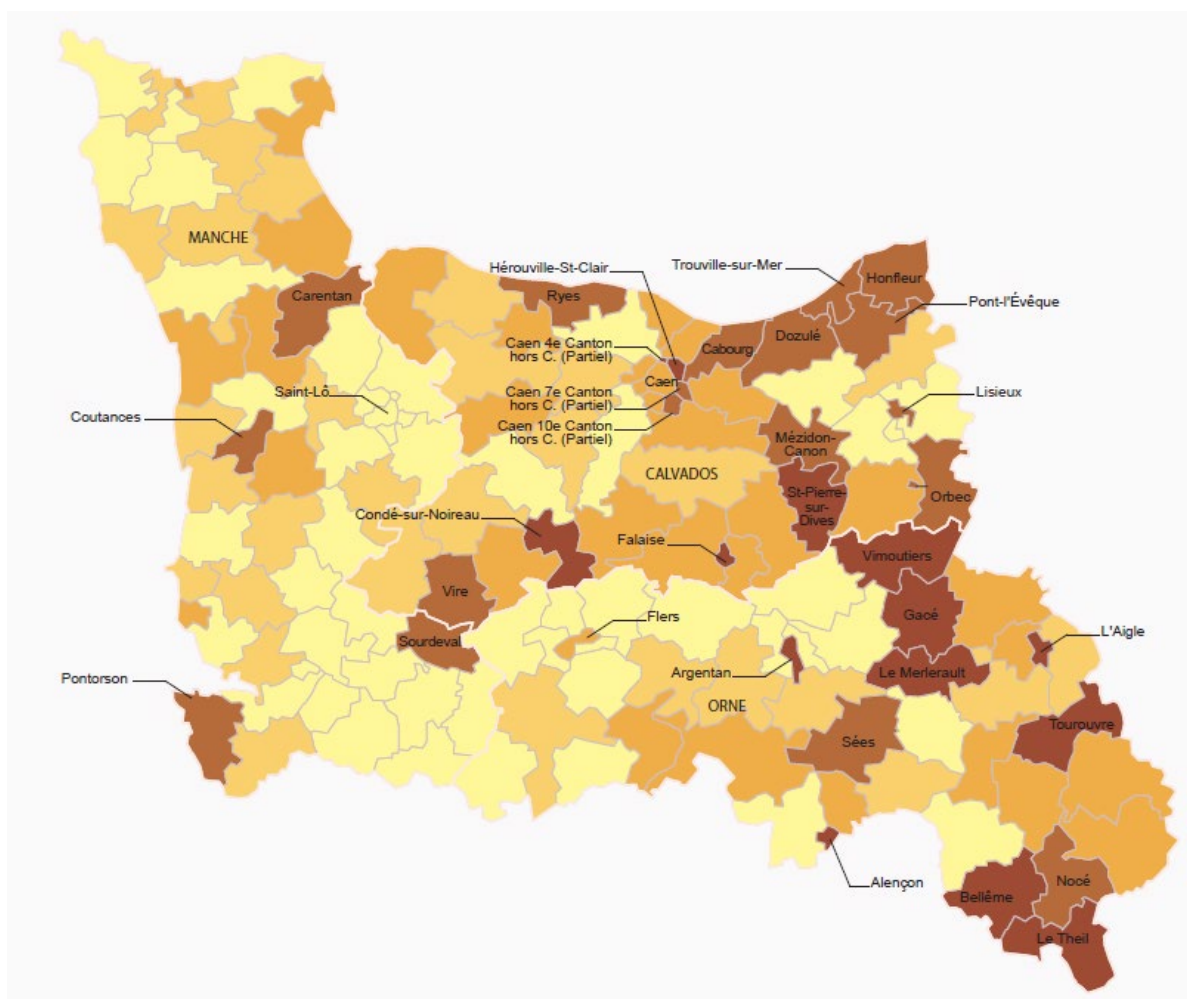 Trouville-sur-Mer
Hérouville-St-Clair
Honfleur
MANCHE
Carentan
Ryes
Pont-l'Évêque
Dozulé
Caen 4e Canton
hors C. (Partiel)
Cabourg
Caen
Saint-Lô
Caen 7e Canton
hors C. (Partiel)
Lisieux
Coutances
Caen 10e Canton
hors C. (Partiel)
Mézidon-
Canon
CALVADOS
St-Pierre-
sur-
Dives
Orbec
Condé-sur-Noireau
Falaise
Vimoutiers
Vire
Gacé
Flers
L'Aigle
Sourdeval
Pontorson
Argentan
Le Merlerault
ORNE
Tourouvre
Sées
Alençon
Nocé
Bellême
Le Theil